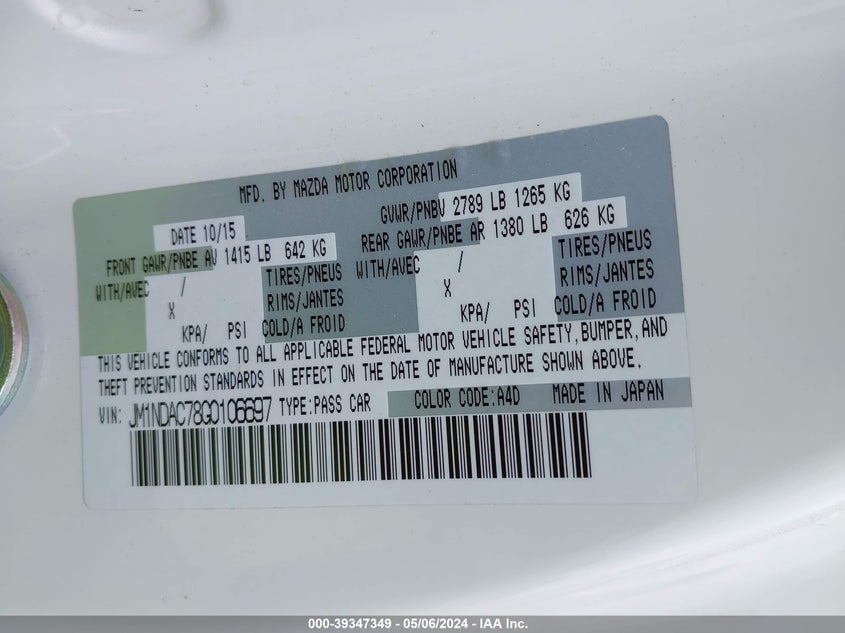 MFD. BY MAZDA MOTOR CORPORATION
DATE 10/15
GVWR/PNBV 2789 LB 1265 KG
FRONT GAWR/PNBE AV 1415 LB 642 KG
REAR GAWR/PNBE AR 1380 LB 626 KG
WITH/AVEC / TIRES/PNEUS WITH/AVEC / TIRES/PNEUS
X RIMS/JANTES X RIMS/JANTES
KPA/ PSI COLD/A FROID KPA/ PSI COLD/A FROID
THIS VEHICLE CONFORMS TO ALL APPLICABLE FEDERAL MOTOR VEHICLE SAFETY, BUMPER, AND
THEFT PREVENTION STANDARDS IN EFFECT ON THE DATE OF MANUFACTURE SHOWN ABOVE.
VIN: JM1NDAC78G0106697 TYPE:PASS CAR COLOR CODE:A4D MADE IN JAPAN
000-39347349 - 05/06/2024 - IAA Inc.